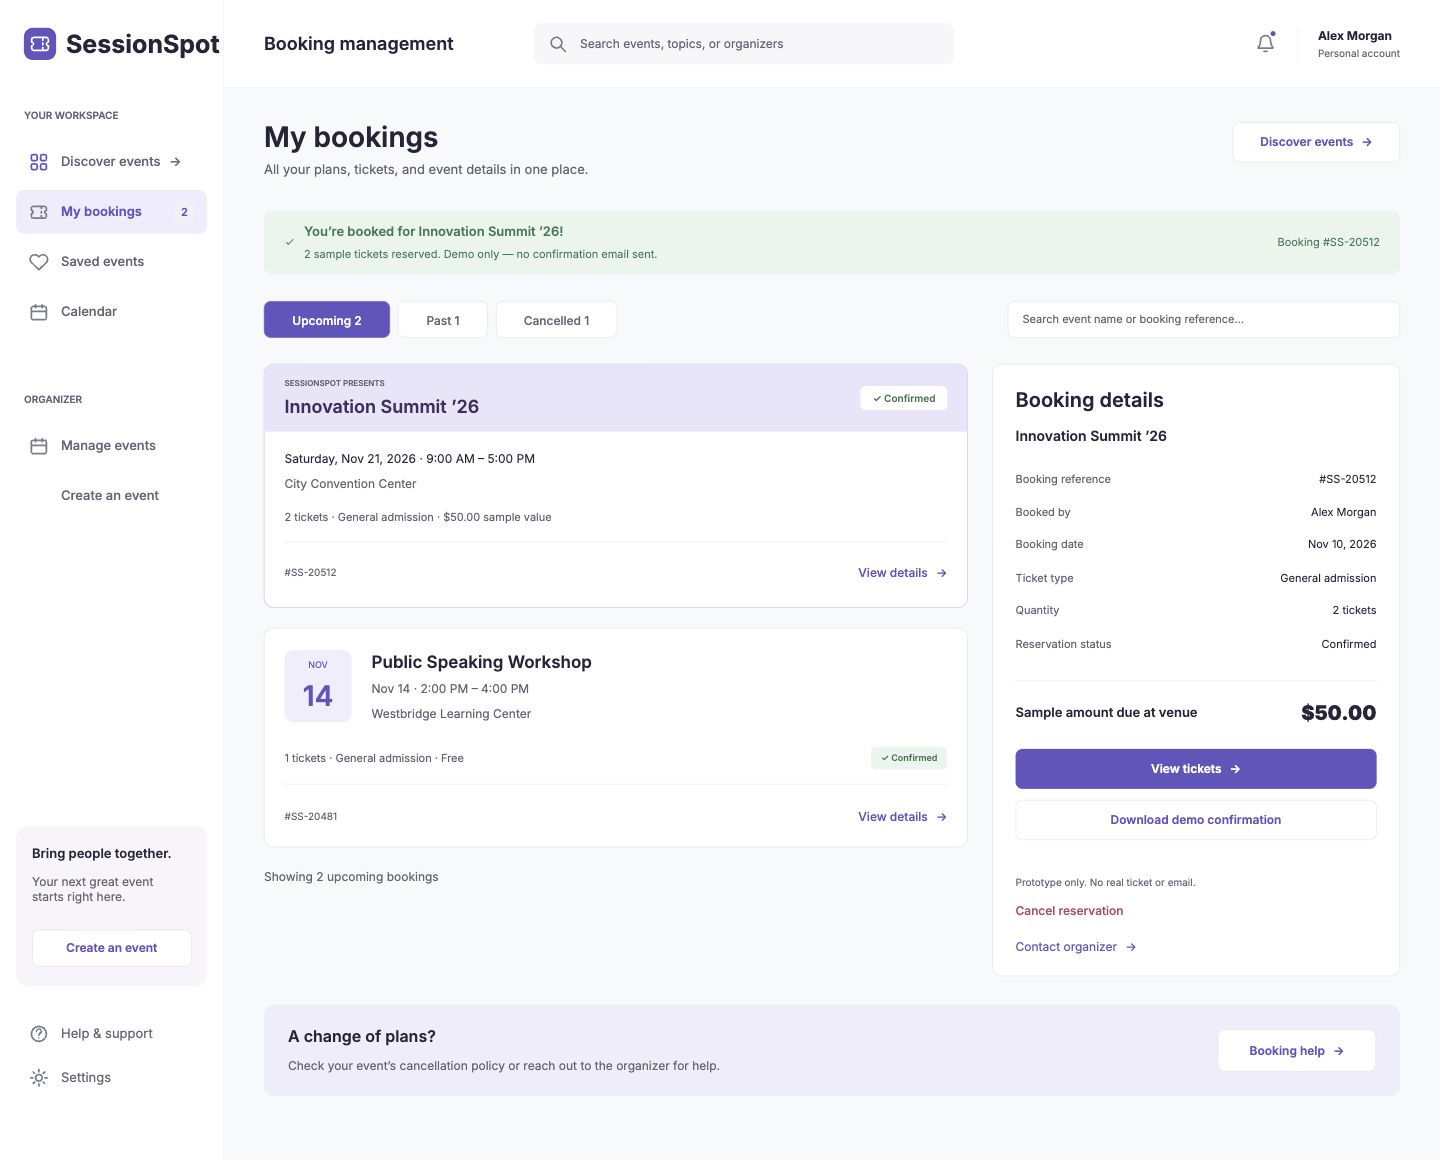 SessionSpot
Booking management
Search events, topics, or organizers
Alex Morgan
Personal account
YOUR WORKSPACE
Discover events →
My bookings 2
Saved events
Calendar
ORGANIZER
Manage events
Create an event
Bring people together.
Your next great event
starts right here.
Create an event
Help & support
Settings
My bookings
All your plans, tickets, and event details in one place.
Discover events →
✓ You’re booked for Innovation Summit ’26!
2 sample tickets reserved. Demo only — no confirmation email sent.
Booking #SS-20512
Upcoming 2
Past 1
Cancelled 1
Search event name or booking reference...
SESSIONSPOT PRESENTS
Innovation Summit ’26
✓ Confirmed
Saturday, Nov 21, 2026 · 9:00 AM – 5:00 PM
City Convention Center
2 tickets · General admission · $50.00 sample value
#SS-20512
View details →
NOV
14
Public Speaking Workshop
Nov 14 · 2:00 PM – 4:00 PM
Westbridge Learning Center
1 tickets · General admission · Free
✓ Confirmed
#SS-20481
View details →
Showing 2 upcoming bookings
Booking details
Innovation Summit ’26
Booking reference #SS-20512
Booked by Alex Morgan
Booking date Nov 10, 2026
Ticket type General admission
Quantity 2 tickets
Reservation status Confirmed
Sample amount due at venue $50.00
View tickets →
Download demo confirmation
Prototype only. No real ticket or email.
Cancel reservation
Contact organizer →
A change of plans?
Check your event’s cancellation policy or reach out to the organizer for help.
Booking help →